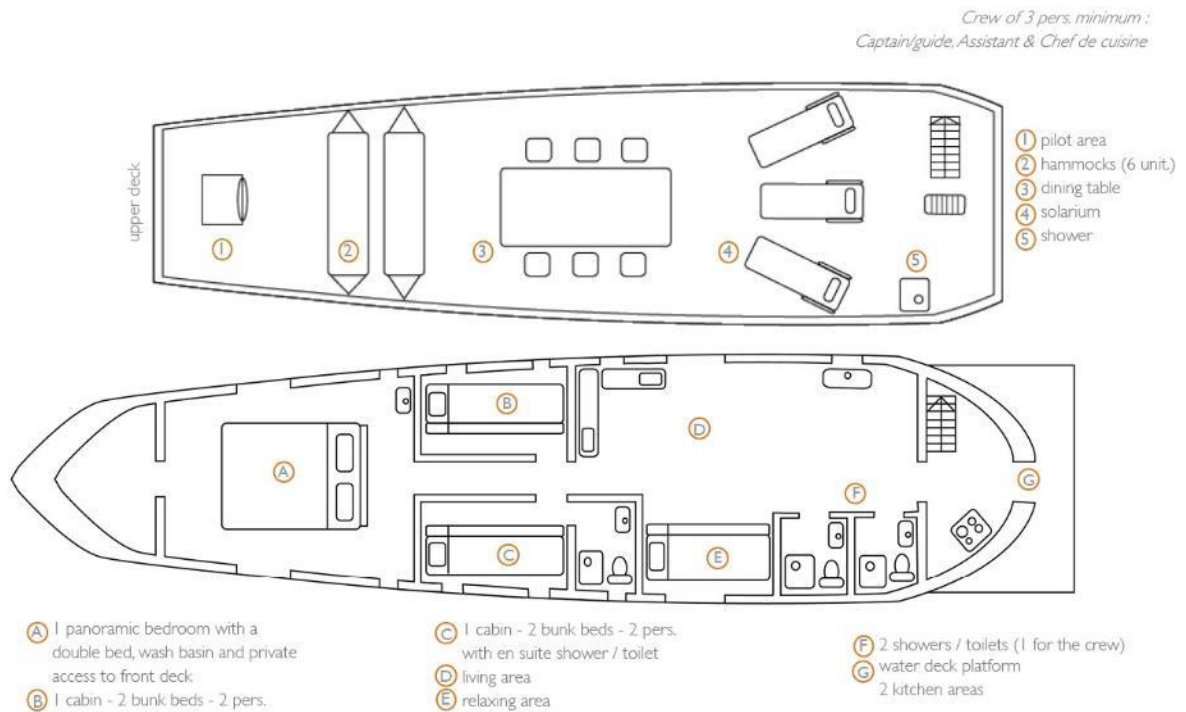 Crew of 3 pers. minimum :
Captain/guide, Assistant & Chef de cuisine
upper deck
1
2
3
4
5
1 pilot area
2 hammocks (6 unit.)
3 dining table
4 solarium
5 shower
A
B
C
D
E
F
G
A 1 panoramic bedroom with a
double bed, wash basin and private
access to front deck
B 1 cabin - 2 bunk beds - 2 pers.
C 1 cabin - 2 bunk beds - 2 pers.
with en suite shower / toilet
D living area
E relaxing area
F 2 showers / toilets (1 for the crew)
G water deck platform
2 kitchen areas